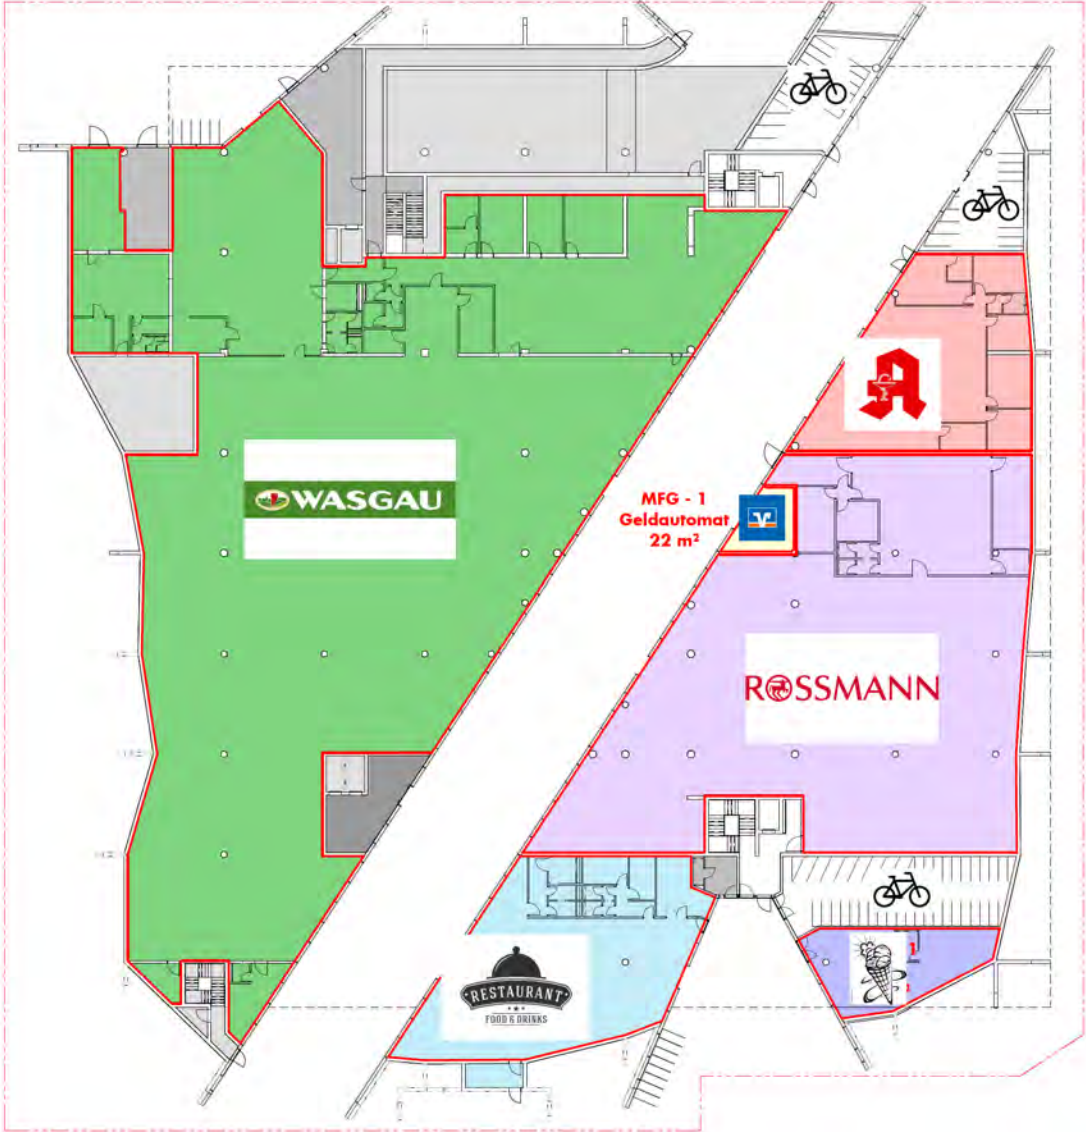 WASGAU
MFG - 1
Geldautomat
22 m²
ROSSMANN
RESTAURANT
FOOD & DRINKS